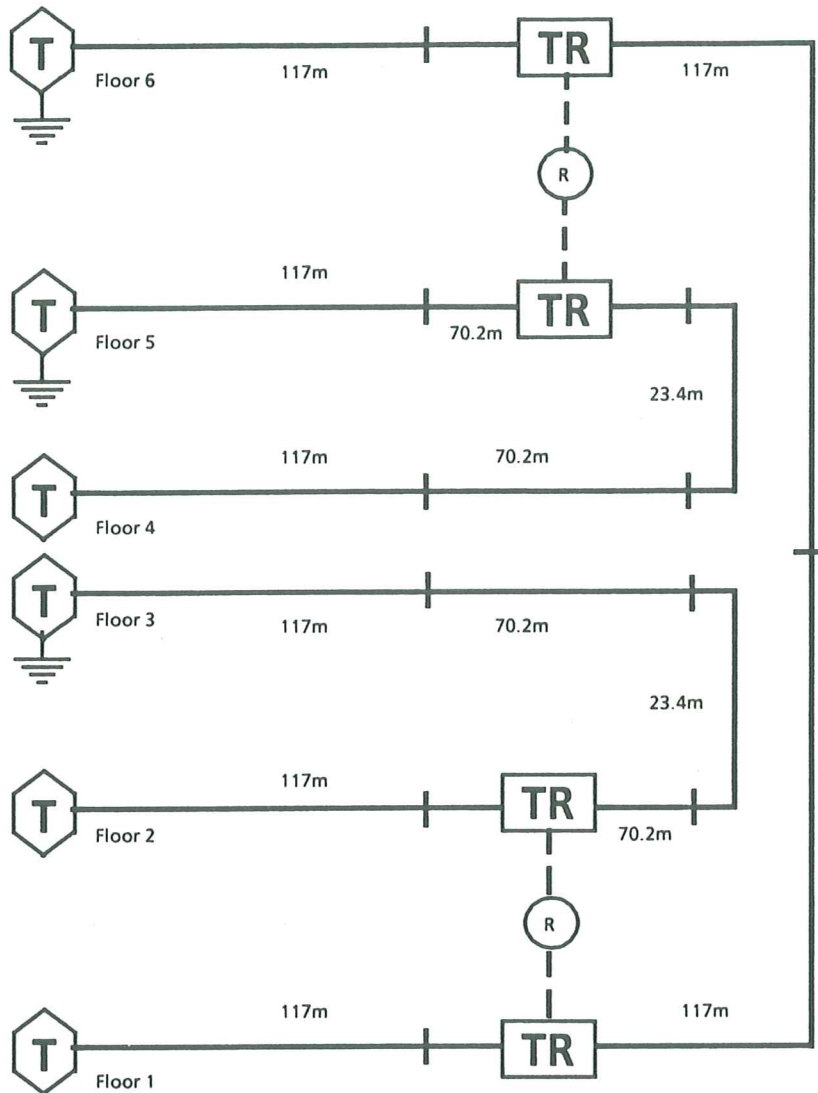 T
TR
Floor 6
117m
117m
R
117m
T
TR
Floor 5
70.2m
23.4m
117m
70.2m
T
Floor 4
T
Floor 3
117m
70.2m
23.4m
117m
T
TR
Floor 2
70.2m
R
117m
117m
T
TR
Floor 1